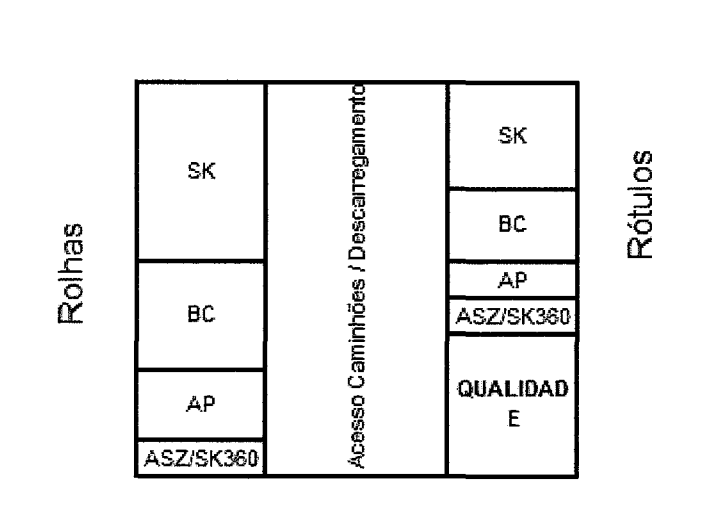 Rolhas
SK
BC
AP
ASZ/SK360
Acesso Caminhões / Descarregamento
SK
BC
AP
ASZ/SK360
QUALIDAD
E
Rótulos